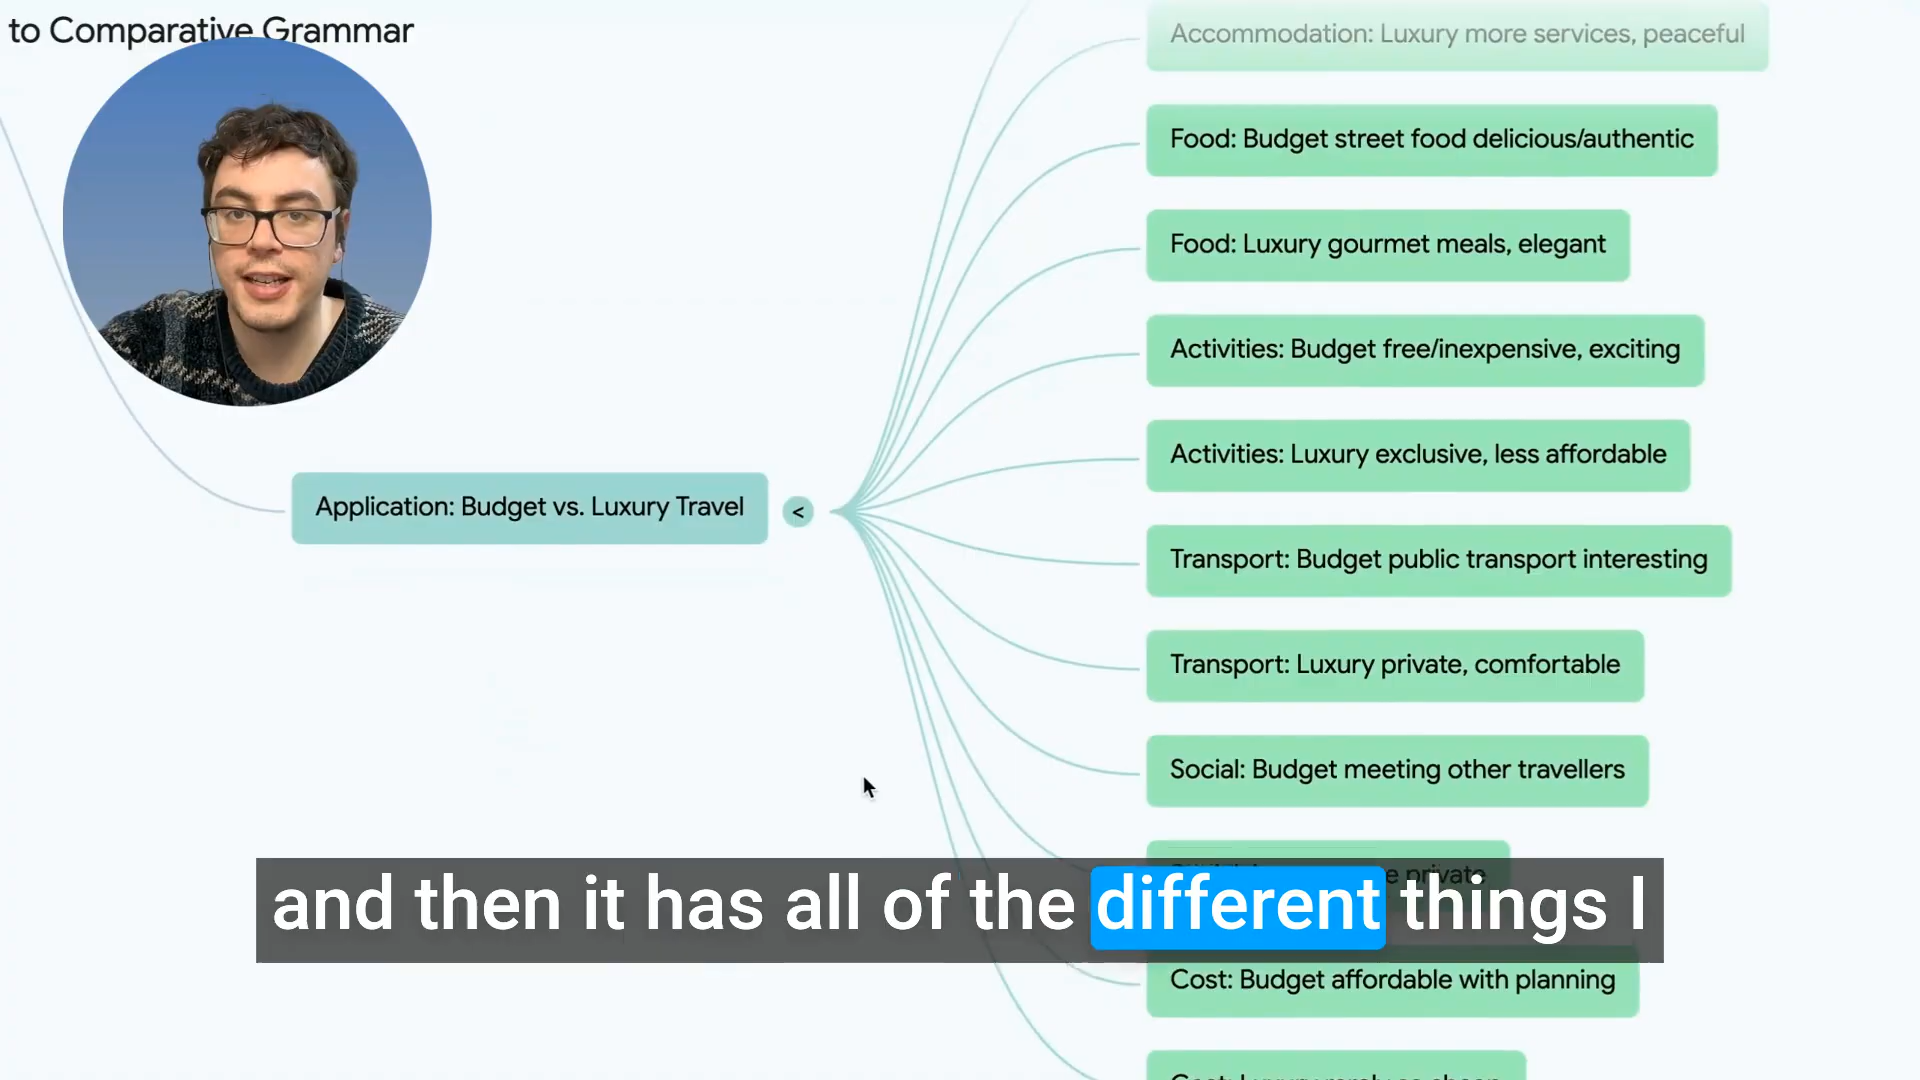 to Comparative Grammar
Accommodation: Luxury more services, peaceful
Food: Budget street food delicious/authentic
Food: Luxury gourmet meals, elegant
Activities: Budget free/inexpensive, exciting
Activities: Luxury exclusive, less affordable
Application: Budget vs. Luxury Travel
<
Transport: Budget public transport interesting
Transport: Luxury private, comfortable
Social: Budget meeting other travellers
private
and then it has all of the different things I
Cost: Budget affordable with planning